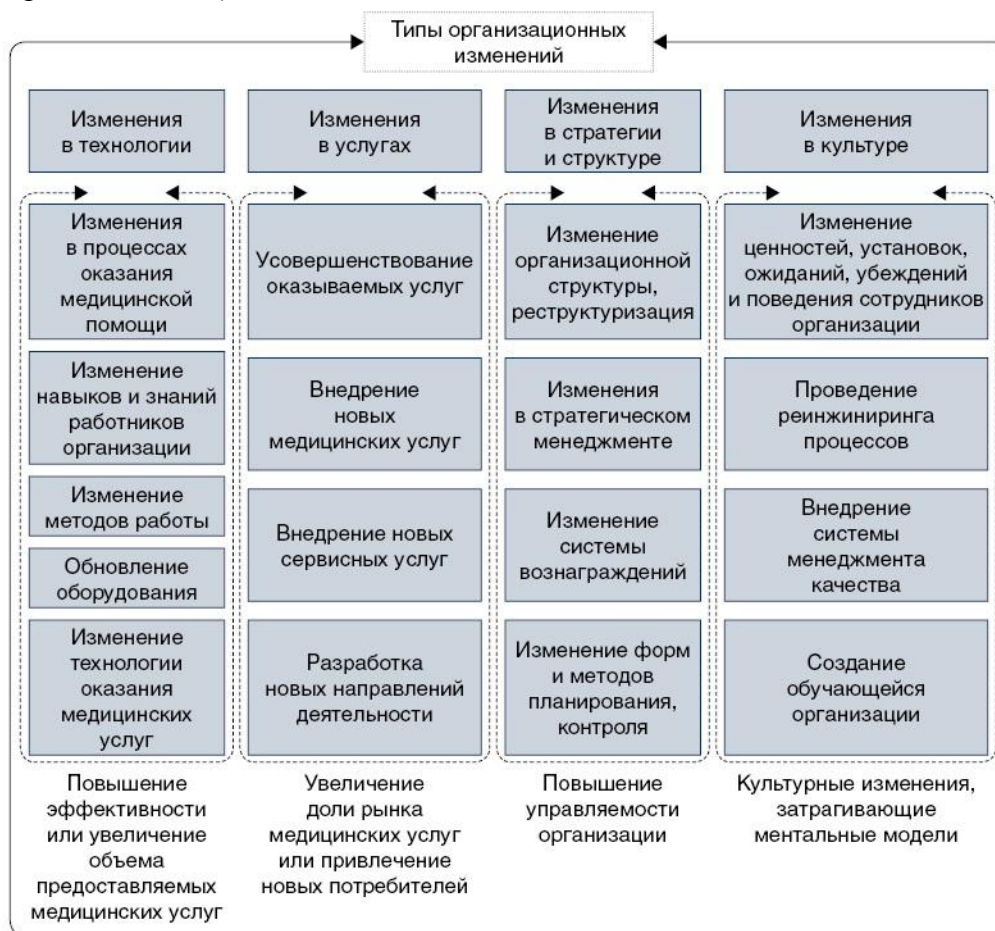 Типы организационных
изменений
Изменения
в технологии
Изменения
в процессах
оказания
медицинской
помощи
Изменение
навыков и знаний
работников
организации
Изменение
методов работы
Обновление
оборудования
Изменение
технологии
оказания
медицинских
услуг
Повышение
эффективности
или увеличение
объема
предоставляемых
медицинских услуг
Изменения
в услугах
Усовершенствование
оказываемых услуг
Внедрение
новых
медицинских услуг
Внедрение новых
сервисных услуг
Разработка
новых направлений
деятельности
Увеличение
доли рынка
медицинских услуг
или привлечение
новых потребителей
Изменения
в стратегии
и структуре
Изменение
организационной
структуры,
реструктуризация
Изменения
в стратегическом
менеджменте
Изменение
системы
вознаграждений
Изменение форм
и методов
планирования,
контроля
Повышение
управляемости
организации
Изменения
в культуре
Изменение
ценностей, установок,
ожиданий, убеждений
и поведения сотрудников
организации
Проведение
реинжиниринга
процессов
Внедрение
системы
менеджмента
качества
Создание
обучающейся
организации
Культурные изменения,
затрагивающие
ментальные модели